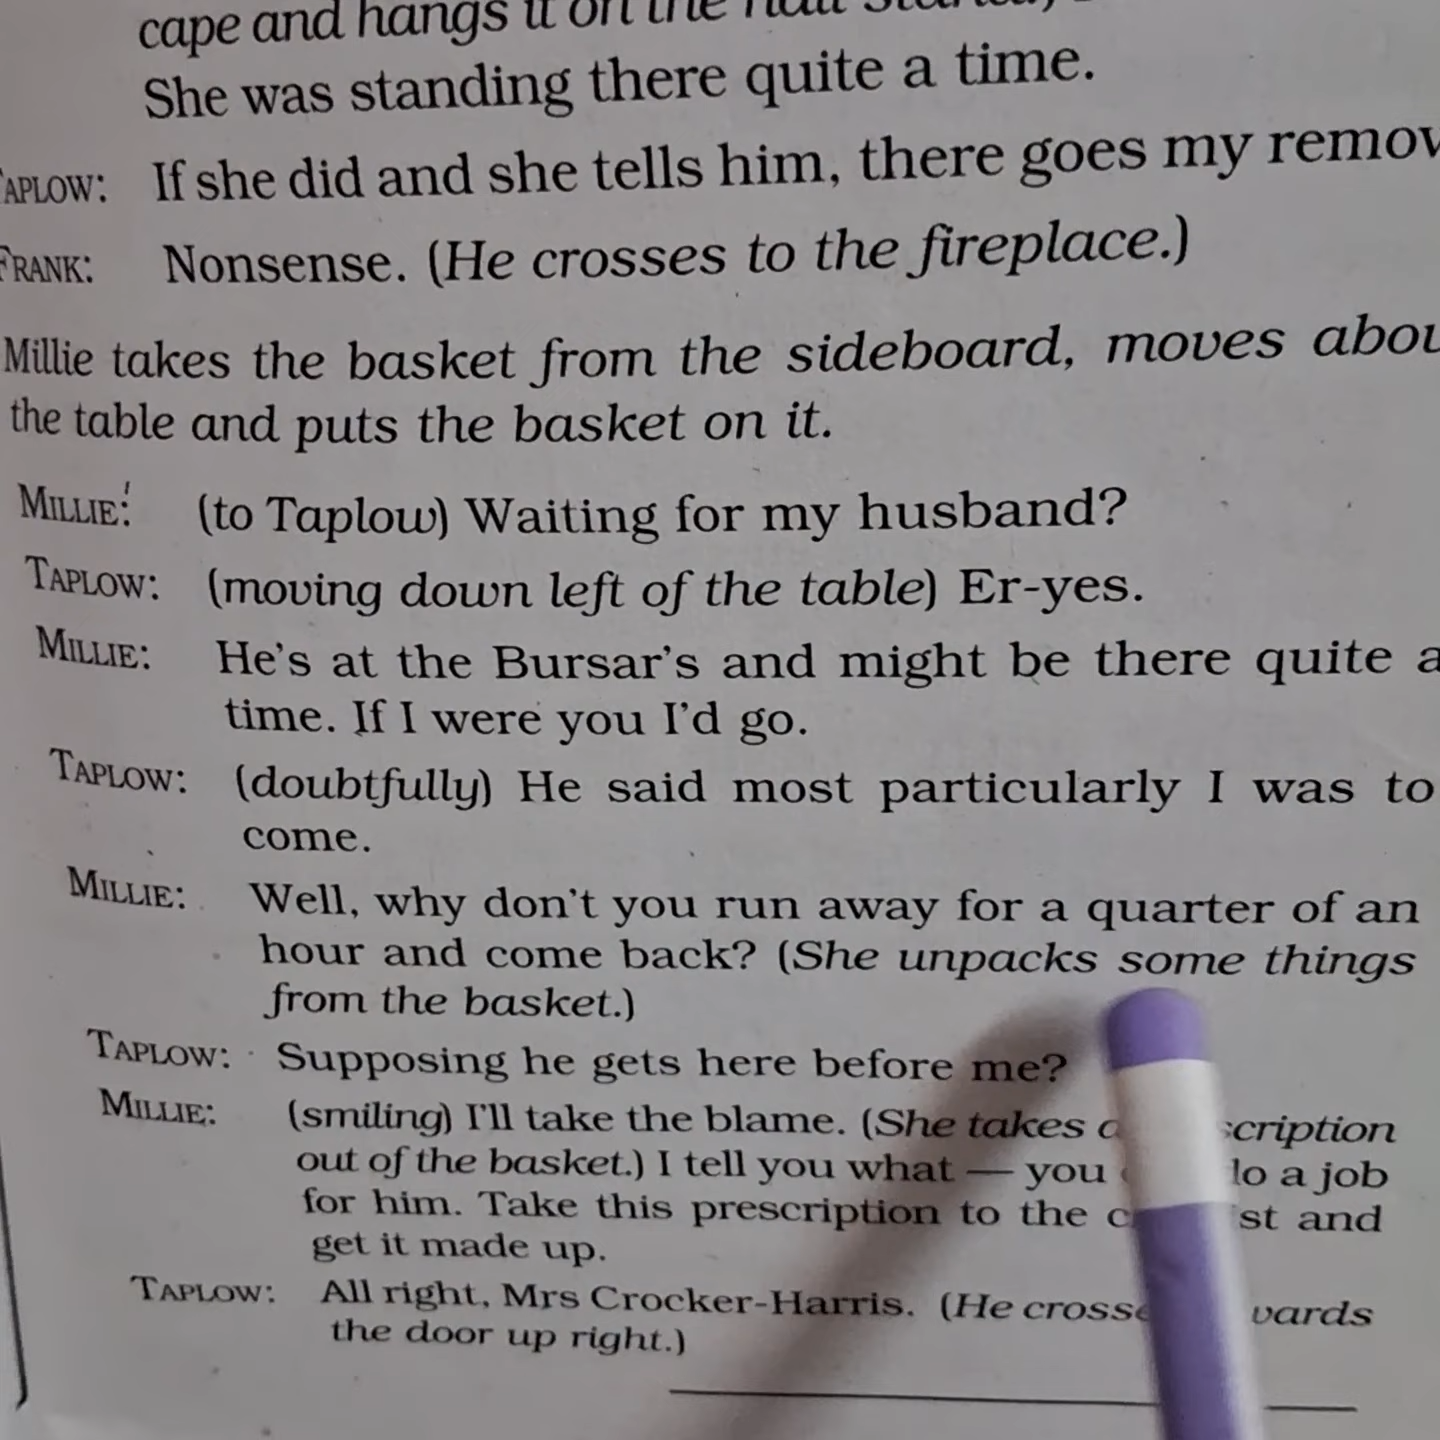 cape and hangs it on the hall
She was standing there quite a time.
TAPLOW: If she did and she tells him, there goes my remov
FRANK: Nonsense. (He crosses to the fireplace.)
Millie takes the basket from the sideboard, moves abou
the table and puts the basket on it.
MILLIE: (to Taplow) Waiting for my husband?
TAPLOW: (moving down left of the table) Er-yes.
MILLIE: He's at the Bursar's and might be there quite a
time. If I were you I'd go.
TAPLOW: (doubtfully) He said most particularly I was to
come.
MILLIE: Well, why don't you run away for a quarter of an
hour and come back? (She unpacks some things
from the basket.)
TAPLOW: Supposing he gets here before me?
MILLIE: (smiling) I'll take the blame. (She takes scription
out of the basket.) I tell you what — you do a job
for him. Take this prescription to the st and
get it made up.
TAPLOW: All right, Mrs Crocker-Harris. (He crosse wards
the door up right.)